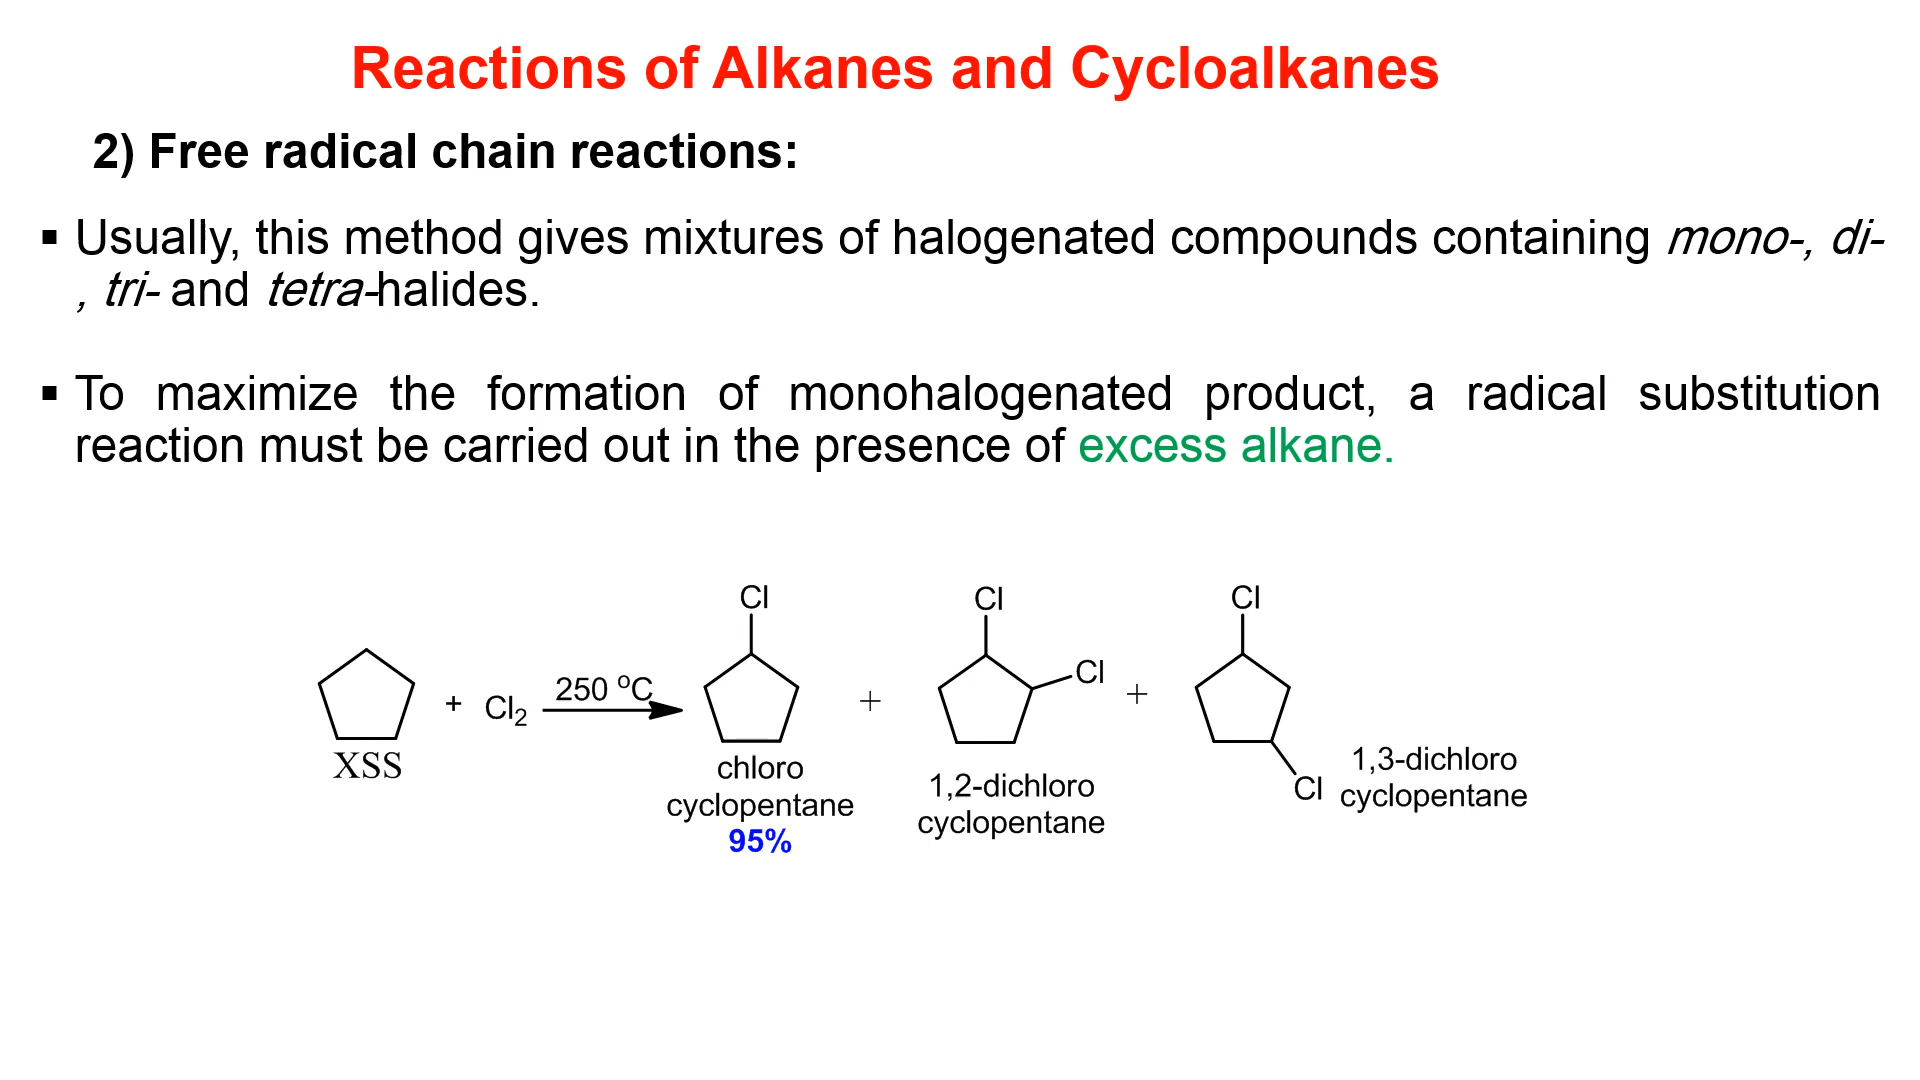 Reactions of Alkanes and Cycloalkanes
2) Free radical chain reactions:
▪ Usually, this method gives mixtures of halogenated compounds containing mono-, di-
, tri- and tetra-halides.
▪ To maximize the formation of monohalogenated product, a radical substitution
reaction must be carried out in the presence of excess alkane.
XSS
+ Cl2
250 °C
Cl
chloro
cyclopentane
95%
+
Cl
Cl
1,2-dichloro
cyclopentane
+
Cl
Cl
1,3-dichloro
cyclopentane